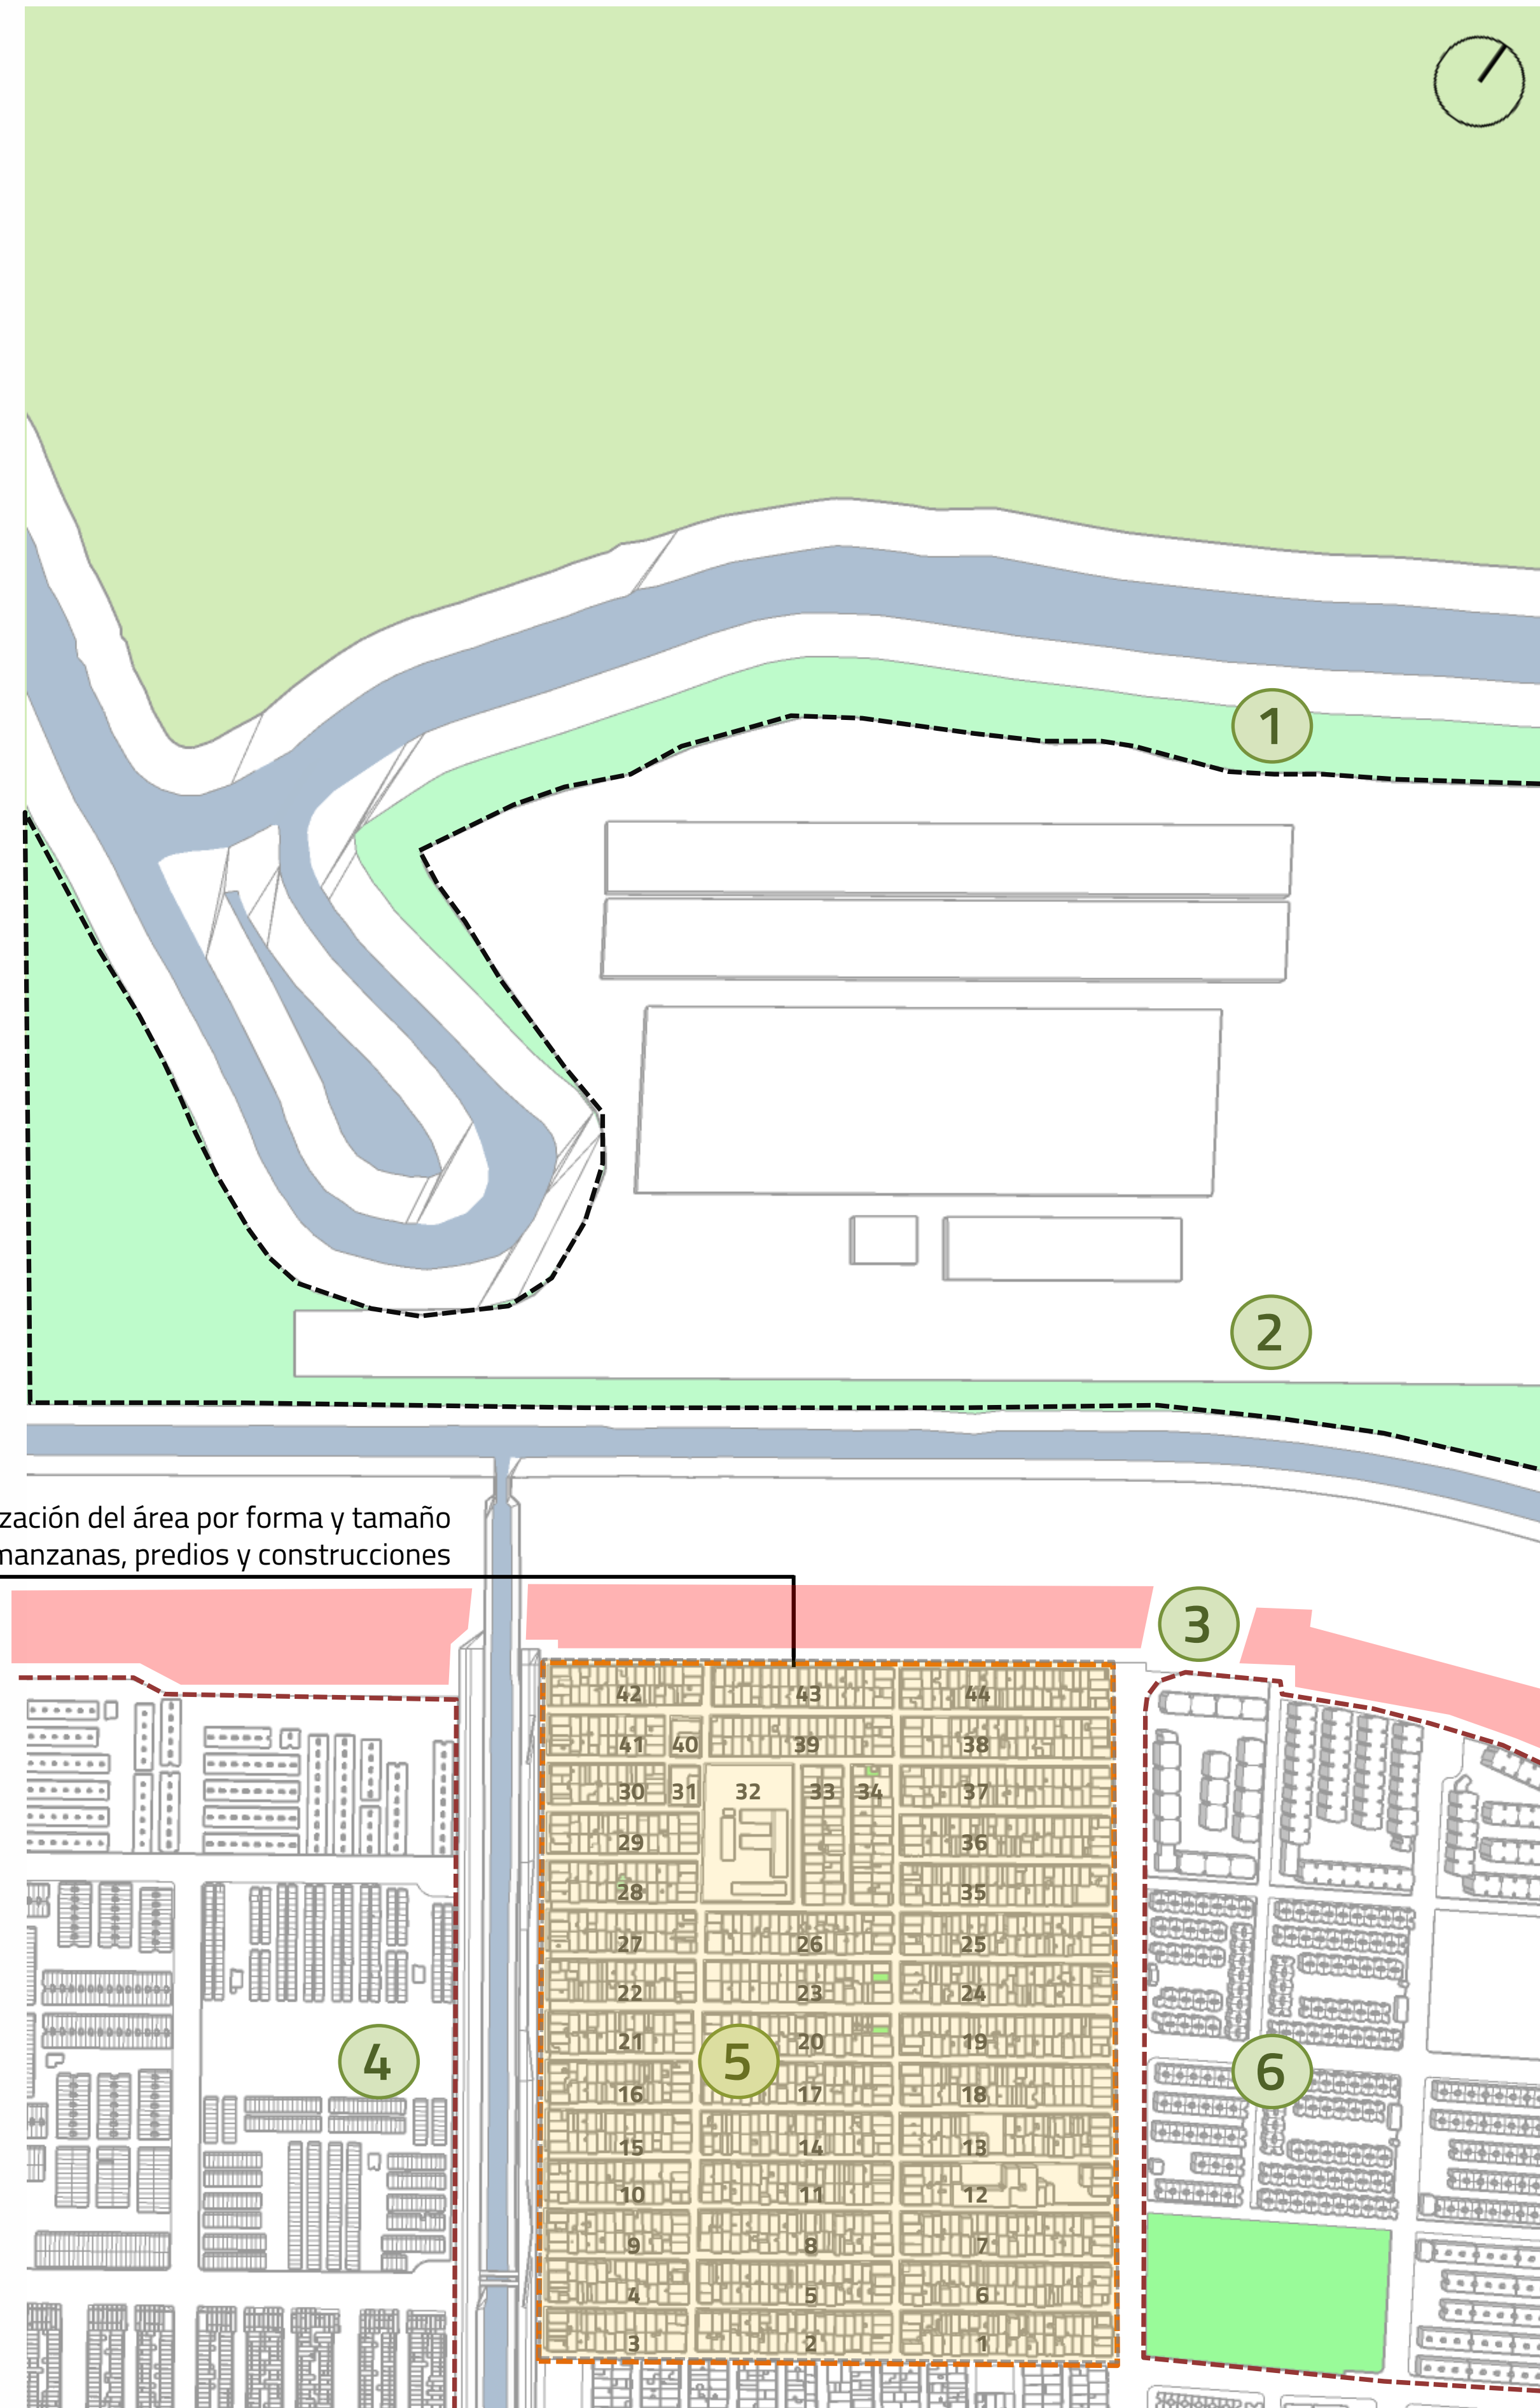 1
2
zación del área por forma y tamaño
manzanas, predios y construcciones
3
42 43 44
41 40 39 38
30 31 32 33 34 37
29 36
28 35
27 26 25
22 23 24
21 20 19
4 5 6
16 17 18
15 14 13
10 11 12
9 8 7
4 5 6
3 2 1